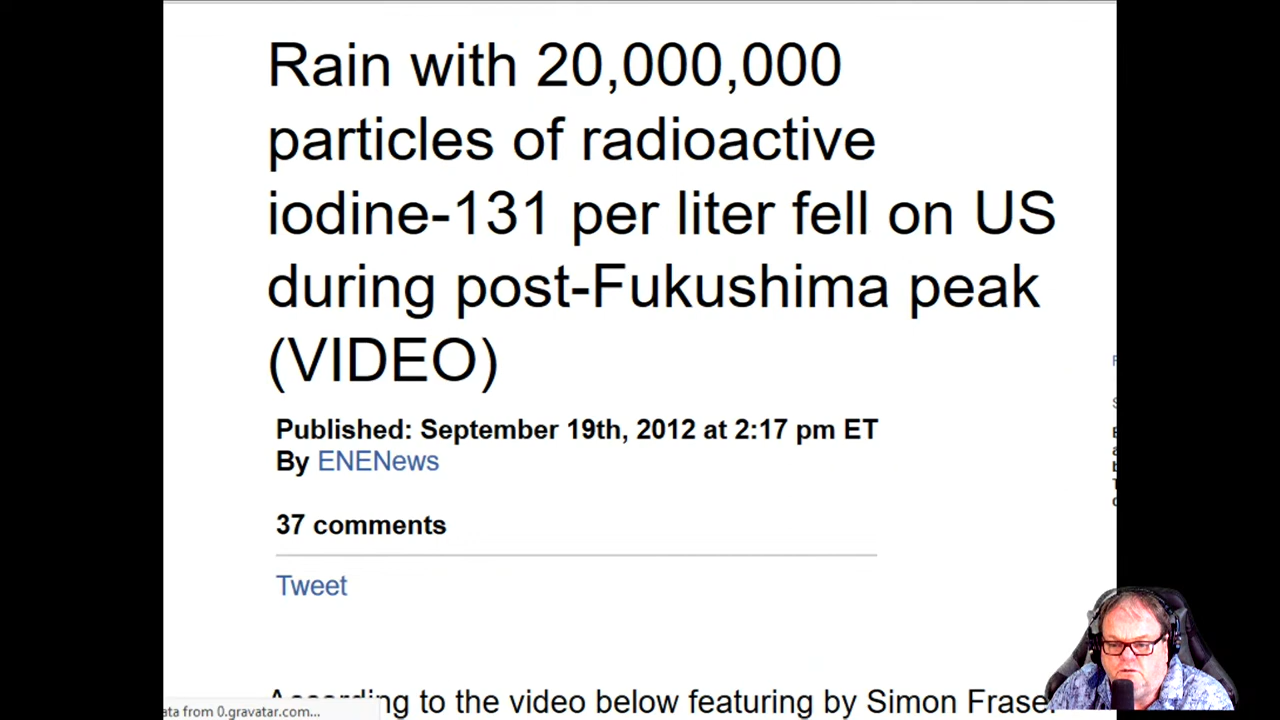 Rain with 20,000,000
particles of radioactive
iodine-131 per liter fell on US
during post-Fukushima peak
(VIDEO)
Published: September 19th, 2012 at 2:17 pm ET
By ENENews
37 comments
Tweet
According to the video below featuring by Simon Fraser
ata from 0.gravatar.com...